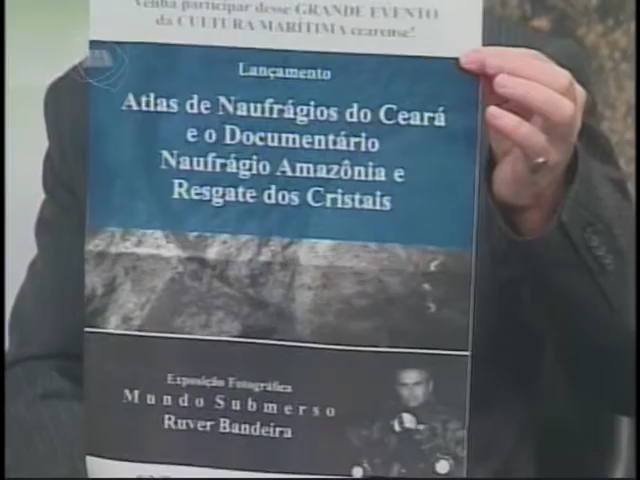 Venha participar desse GRANDE EVENTO
da CULTURA MARÍTIMA cearense!
Lançamento
Atlas de Naufrágios do Ceará
e o Documentário
Naufrágio Amazônia e
Resgate dos Cristais
Exposição Fotográfica
Mundo Submerso
Ruver Bandeira